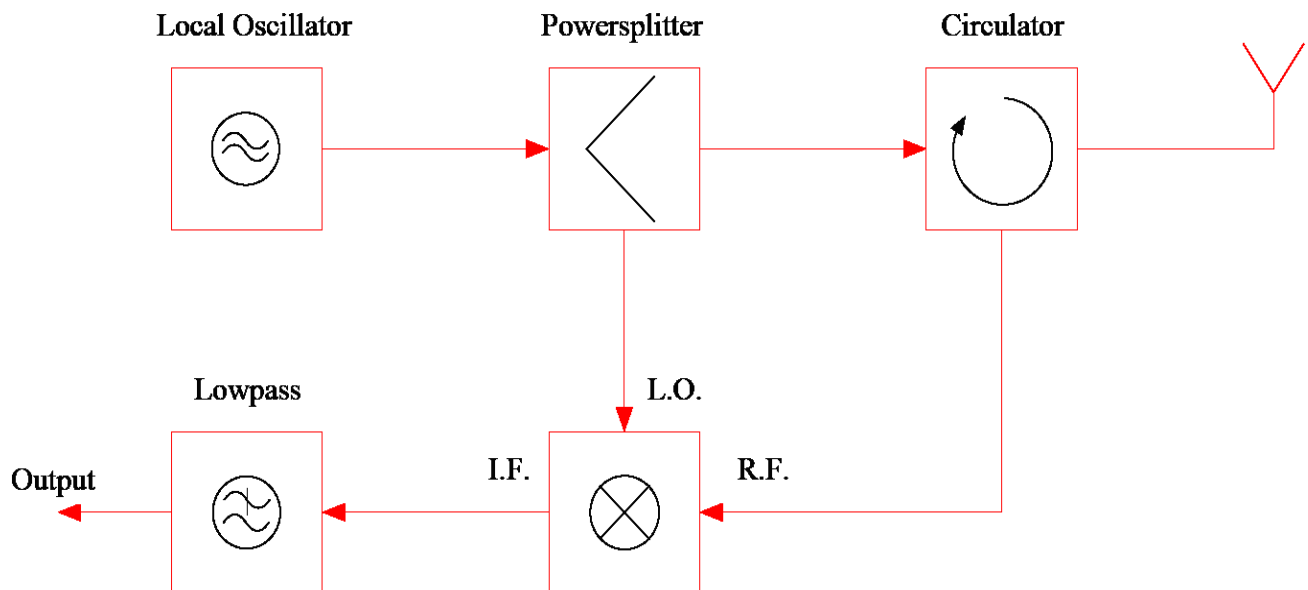 Local Oscillator
Powersplitter
Circulator
Lowpass
L.O.
Output
I.F.
R.F.